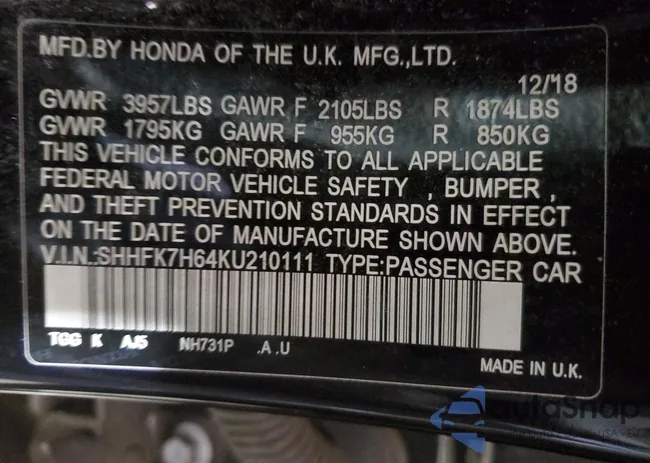 MFD.BY HONDA OF THE U.K. MFG.,LTD.
12/'18
GVWR 3957LBS GAWR F 2105LBS R 1874LBS
GVWR 1795KG GAWR F 955KG R 850KG
THIS VEHICLE CONFORMS TO ALL APPLICABLE
FEDERAL MOTOR VEHICLE SAFETY , BUMPER ,
AND THEFT PREVENTION STANDARDS IN EFFECT
ON THE DATE OF MANUFACTURE SHOWN ABOVE.
V.I.N.:SHHFK7H64KU210111 TYPE:PASSENGER CAR
TGG K AJ5 NH731P .A .U
MADE IN U.K.